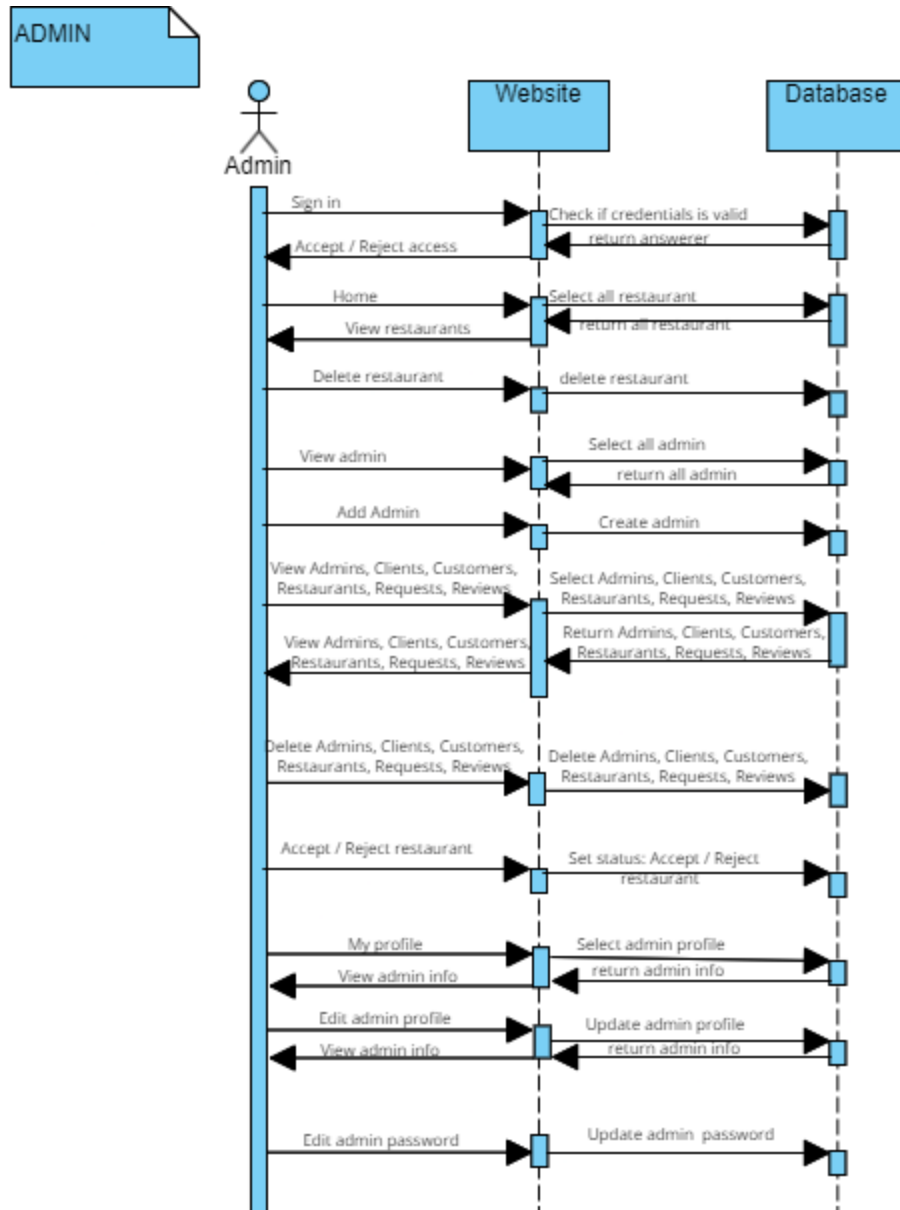 ADMIN
Website
Database
Admin
Sign in
Check if credentials is valid
return answerer
Accept / Reject access
Home
Select all restaurant
return all restaurant
View restaurants
Delete restaurant
delete restaurant
View admin
Select all admin
return all admin
Add Admin
Create admin
View Admins, Clients, Customers,
Restaurants, Requests, Reviews
Select Admins, Clients, Customers,
Restaurants, Requests, Reviews
Return Admins, Clients, Customers,
Restaurants, Requests, Reviews
View Admins, Clients, Customers,
Restaurants, Requests, Reviews
Delete Admins, Clients, Customers,
Restaurants, Requests, Reviews
Delete Admins, Clients, Customers,
Restaurants, Requests, Reviews
Accept / Reject restaurant
Set status: Accept / Reject
restaurant
My profile
Select admin profile
return admin info
View admin info
Edit admin profile
Update admin profile
return admin info
View admin info
Edit admin password
Update admin  password